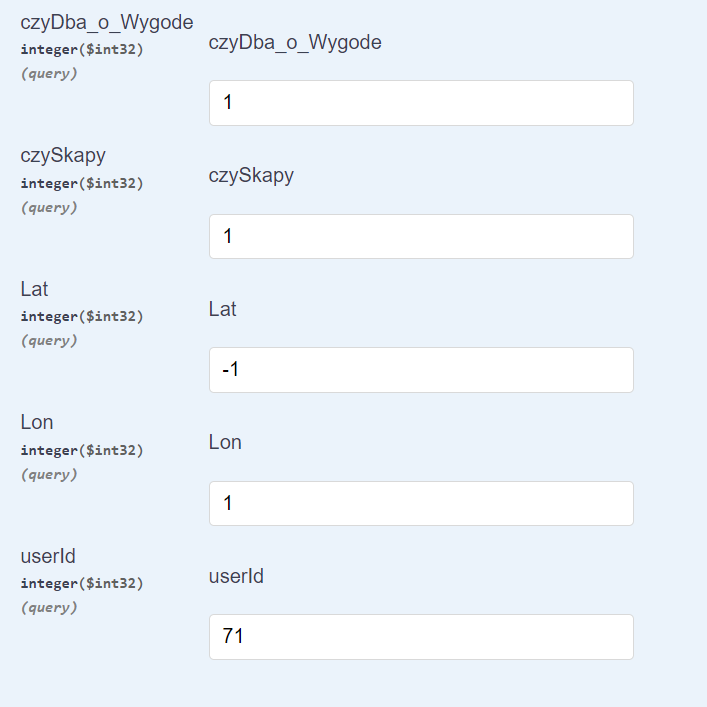 czyDba_o_Wygode
integer($int32)
(query)
czyDba_o_Wygode
1
czySkapy
integer($int32)
(query)
czySkapy
1
Lat
integer($int32)
(query)
Lat
-1
Lon
integer($int32)
(query)
Lon
1
userId
integer($int32)
(query)
userId
71